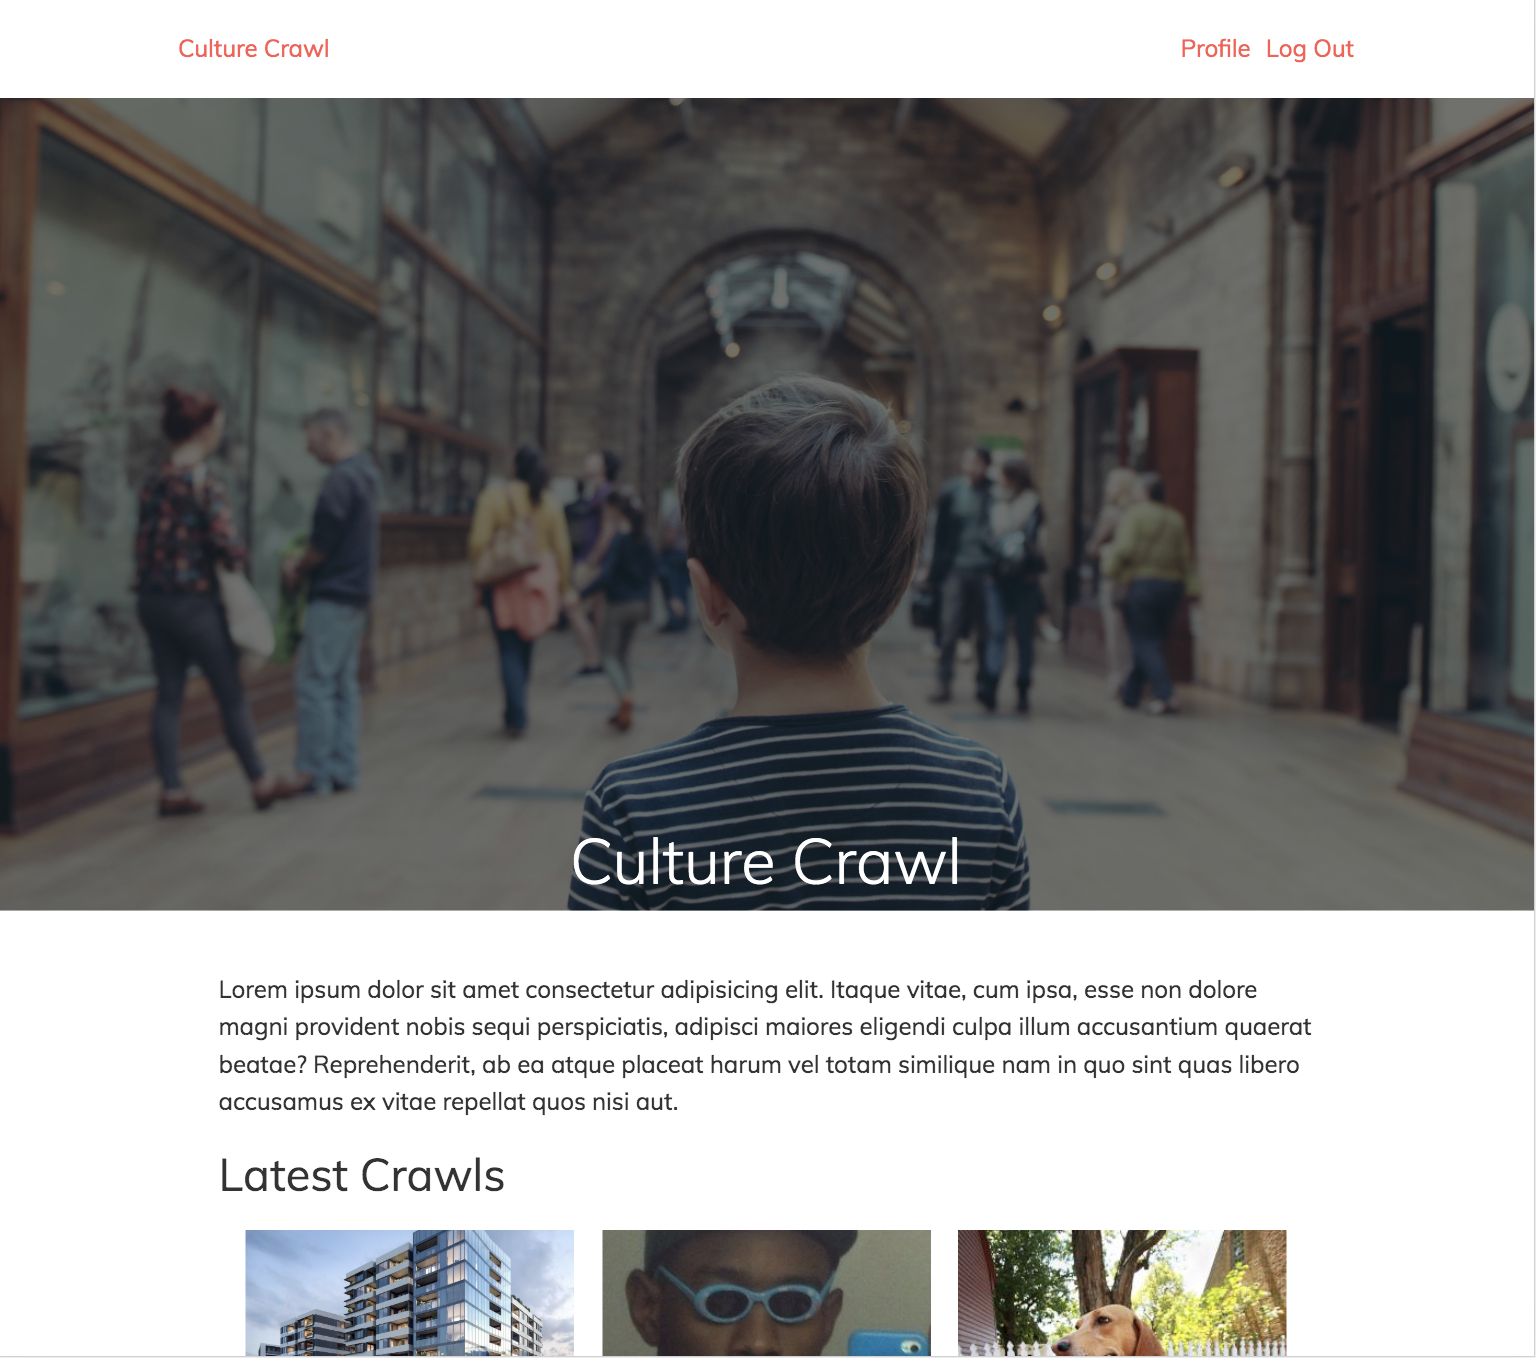 Culture Crawl
Profile Log Out
Culture Crawl
Lorem ipsum dolor sit amet consectetur adipisicing elit. Itaque vitae, cum ipsa, esse non dolore
magni provident nobis sequi perspiciatis, adipisci maiores eligendi culpa illum accusantium quaerat
beatae? Reprehenderit, ab ea atque placeat harum vel totam similique nam in quo sint quas libero
accusamus ex vitae repellat quos nisi aut.
Latest Crawls